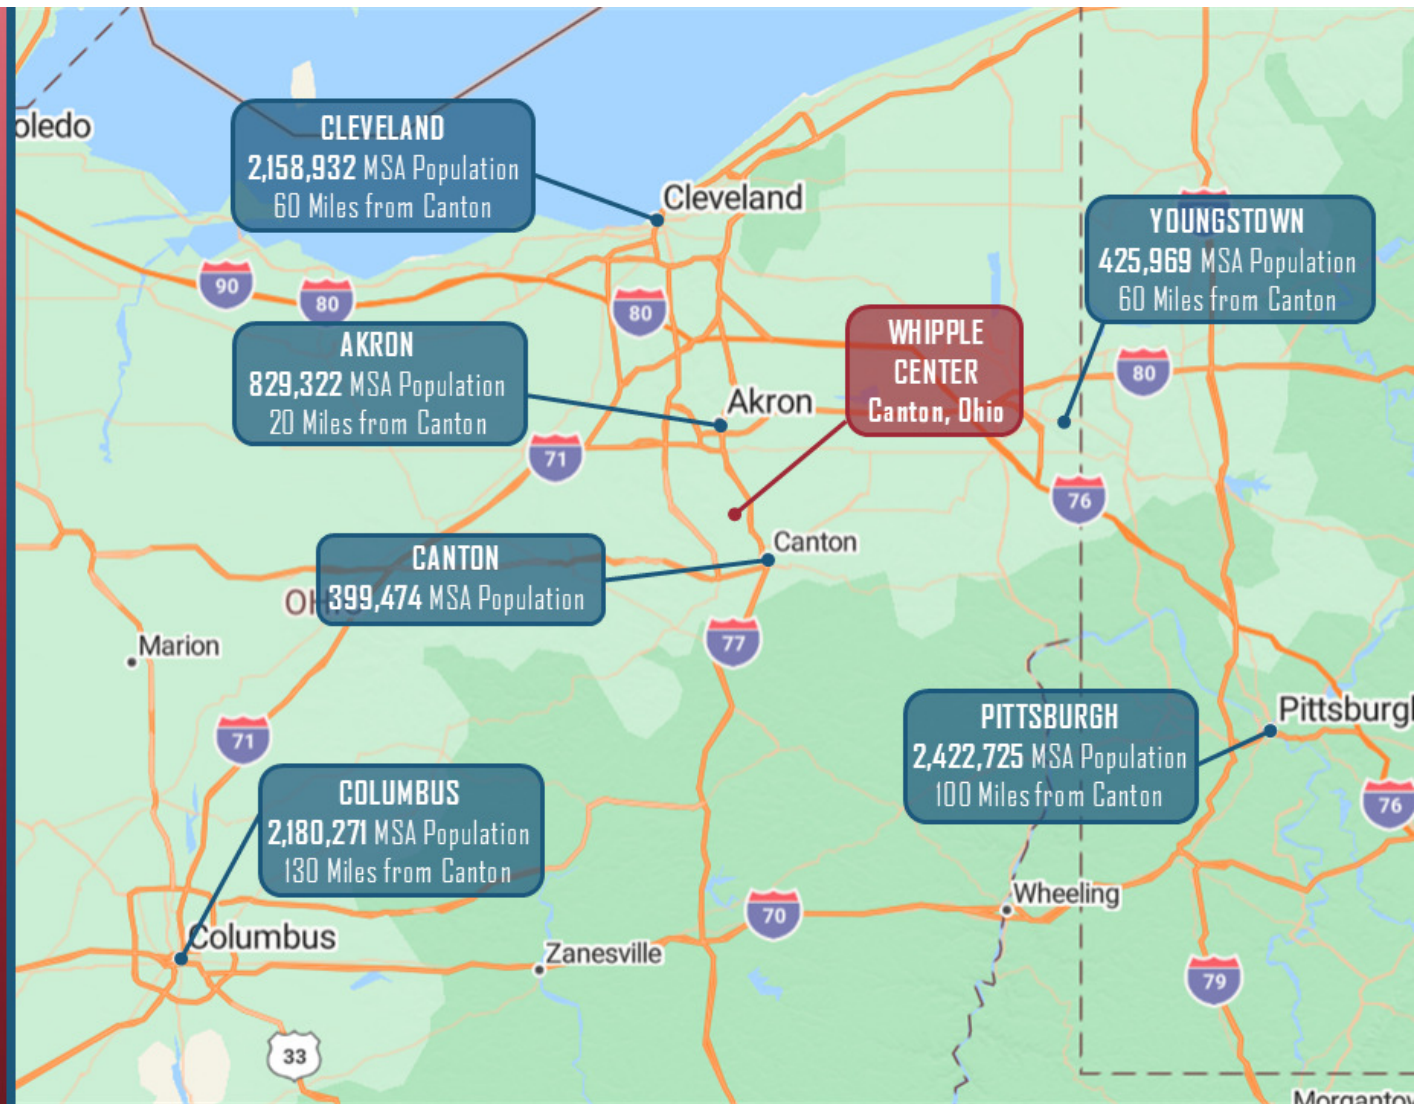 oledo
CLEVELAND
2,158,932 MSA Population
60 Miles from Canton
Cleveland
YOUNGSTOWN
425,969 MSA Population
60 Miles from Canton
90
80
80
WHIPPLE
CENTER
Canton, Ohio
AKRON
829,322 MSA Population
20 Miles from Canton
Akron
80
71
76
CANTON
399,474 MSA Population
Canton
Marion
77
71
PITTSBURGH
2,422,725 MSA Population
100 Miles from Canton
Pittsburg
76
COLUMBUS
2,180,271 MSA Population
130 Miles from Canton
Columbus
70
Wheeling
Zanesville
79
33
Morgantow